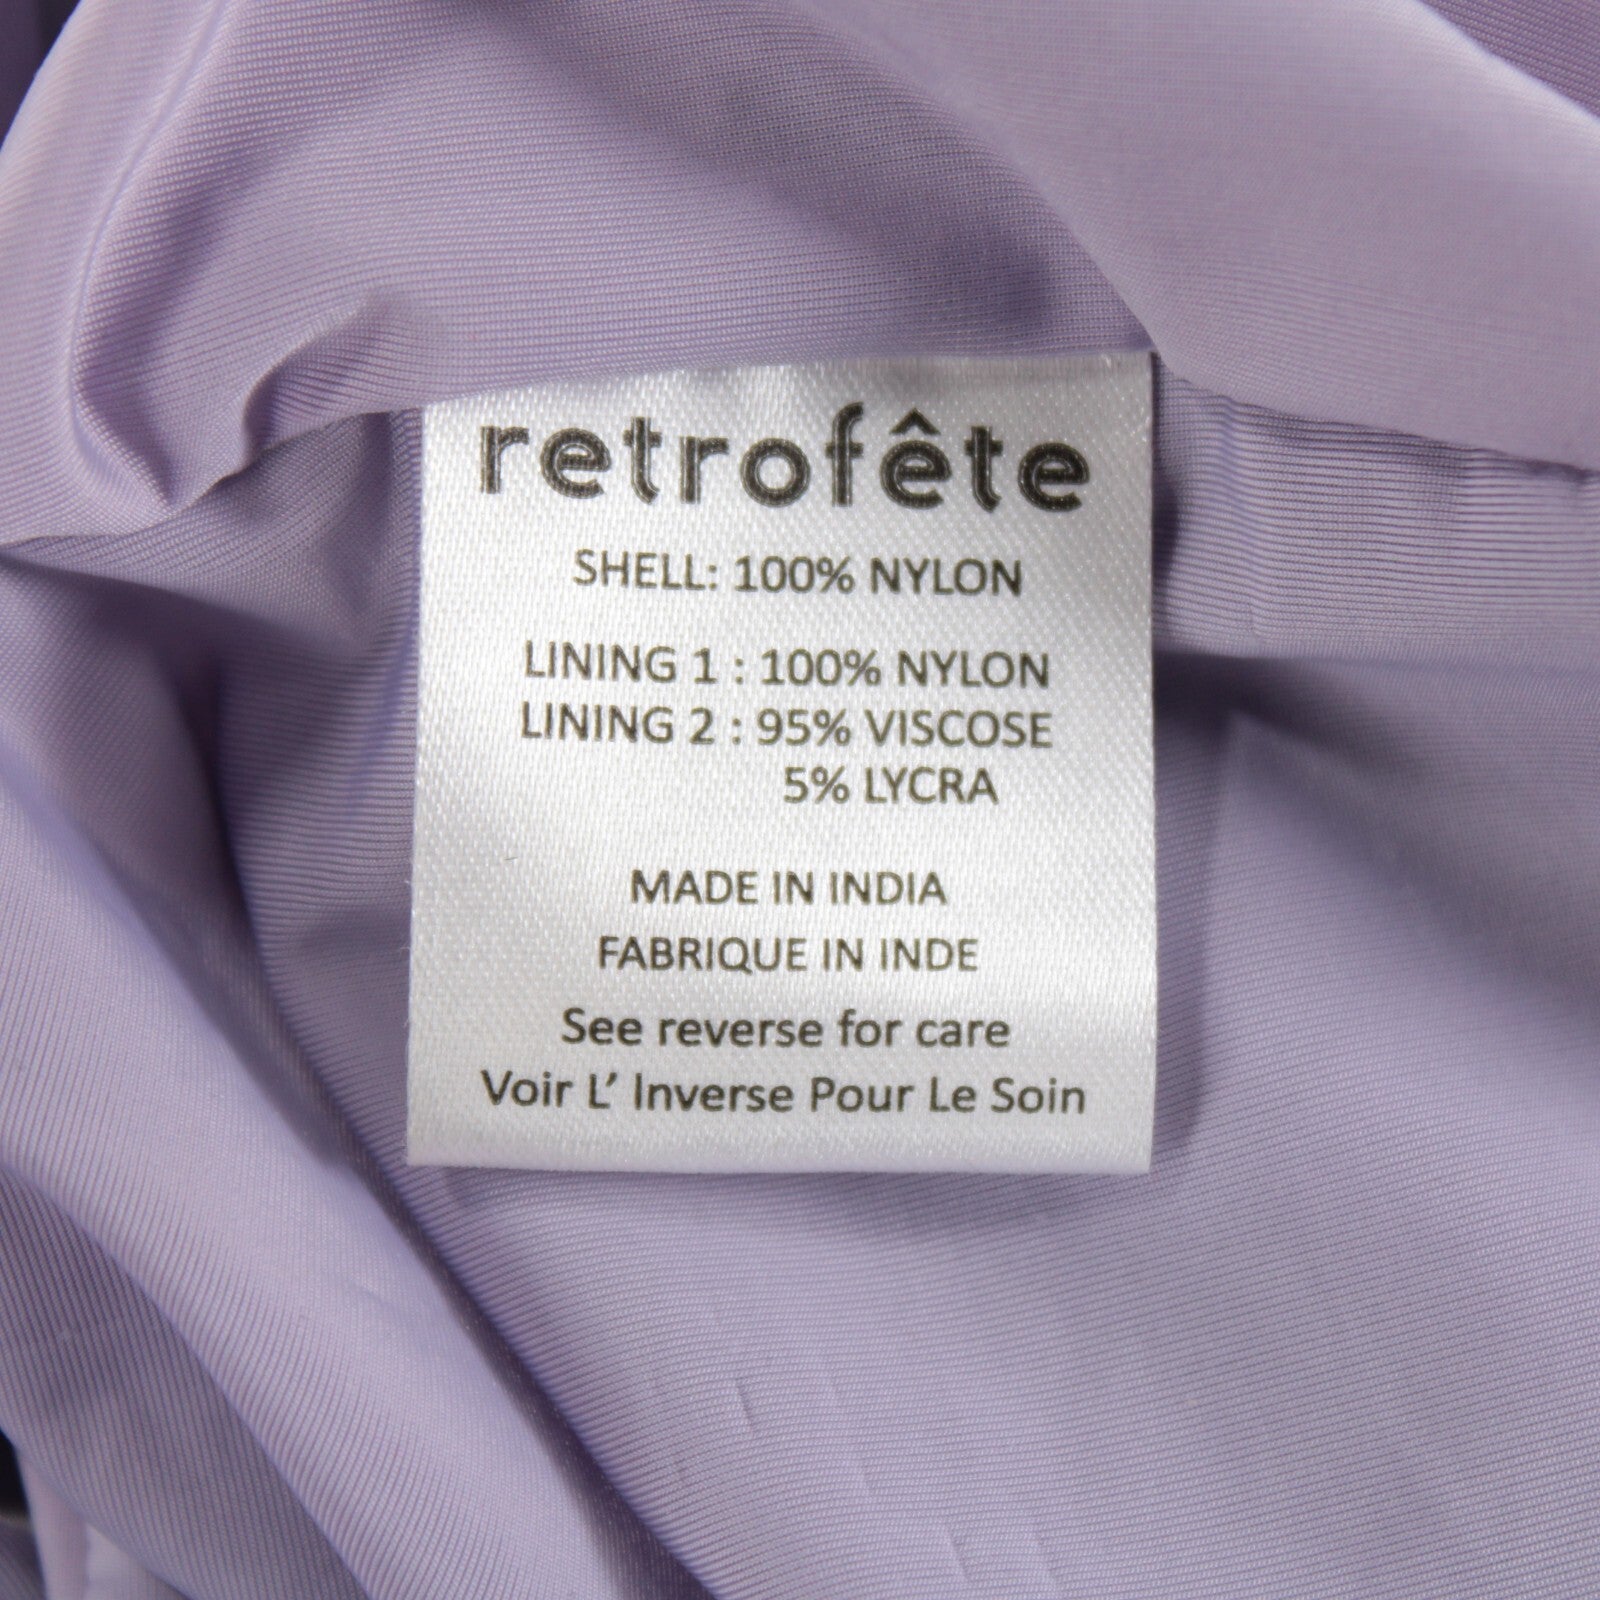 retrofête
SHELL: 100% NYLON
LINING 1 : 100% NYLON
LINING 2 : 95% VISCOSE
5% LYCRA
MADE IN INDIA
FABRIQUE IN INDE
See reverse for care
Voir L’ Inverse Pour Le Soin